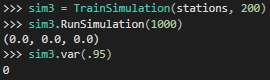 >>> sim3 = TrainSimulation(stations, 200)
>>> sim3.RunSimulation(1000)
(0.0, 0.0, 0.0)
>>> sim3.var(.95)
0